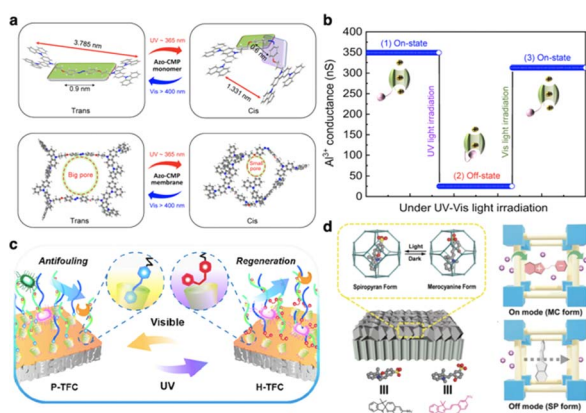 a
3.785 nm
0.9 nm
Trans
UV ~ 365 nm
Azo-CMP
monomer
Vis > 400 nm
1.331 nm
Cis
Big pore
Trans
UV ~ 365 nm
Azo-CMP
membrane
Vis > 400 nm
Small
pore
Cis
b
Al3+ conductance (nS)
400
350
300
250
200
150
100
50
0
(1) On-state
UV light irradiation
(2) Off-state
Vis light irradiation
(3) On-state
Under UV-Vis light irradiation
c
Antifouling
Regeneration
Visible
UV
P-TFC
H-TFC
d
Light
Dark
Spiropyran Form
Merocyanine Form
On mode (MC form)
Off mode (SP form)